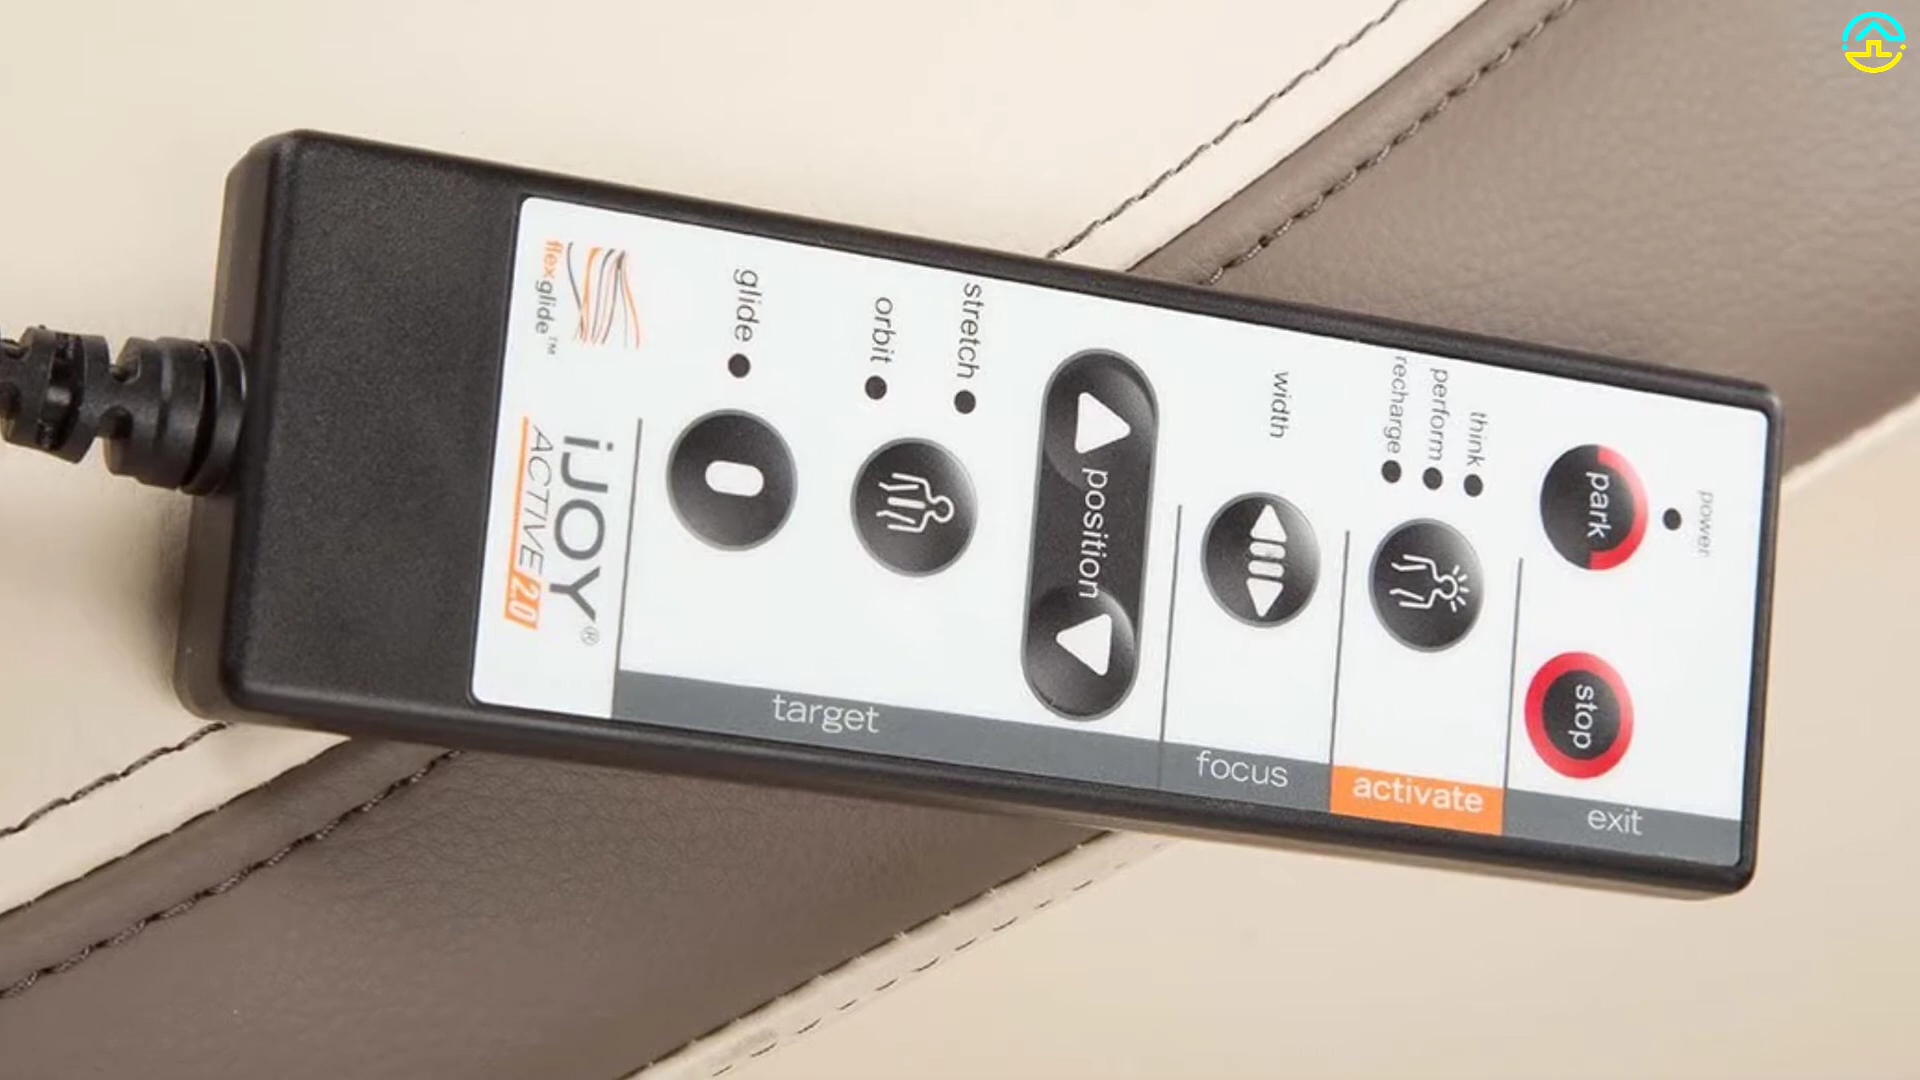 power
park
stop
exit
think
perform
recharge
activate
width
focus
position
stretch
orbit
glide
target
flexglide™
iJOY®
ACTIVE 2.0